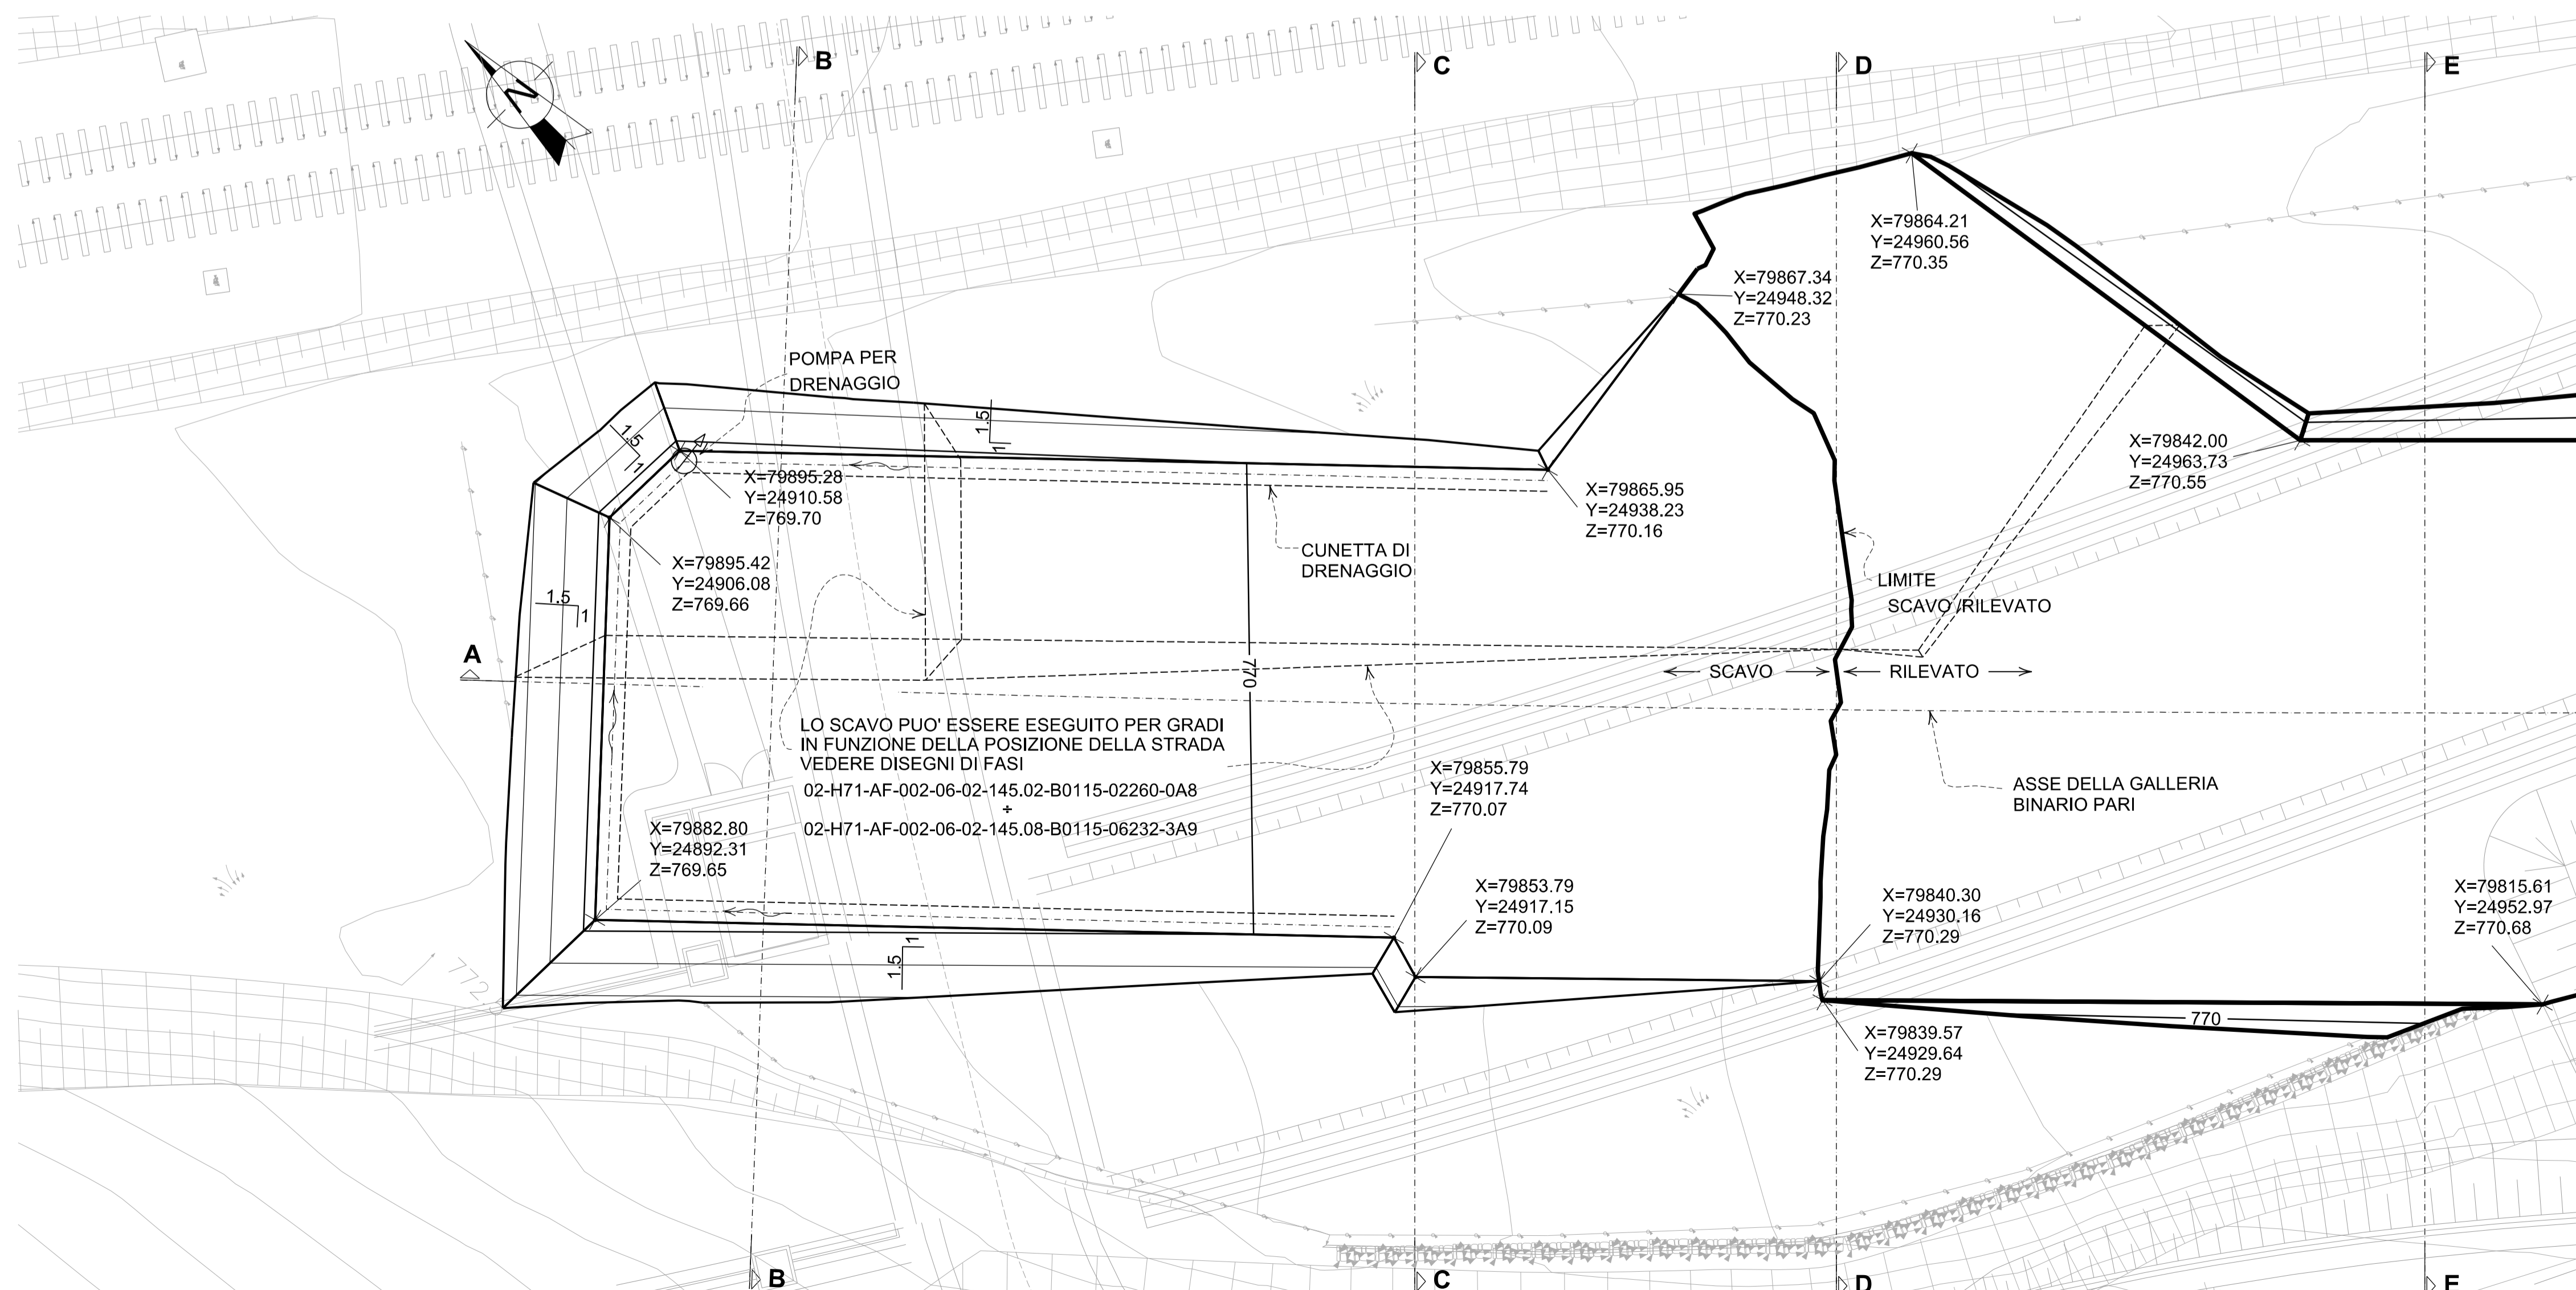 N
B
C
D
E
X=79864.21
Y=24960.56
Z=770.35
X=79867.34
Y=24948.32
Z=770.23
POMPA PER
DRENAGGIO
1.5
1
1.5
1
X=79842.00
Y=24963.73
Z=770.55
X=79895.28
Y=24910.58
Z=769.70
X=79865.95
Y=24938.23
Z=770.16
CUNETTA DI
DRENAGGIO
X=79895.42
Y=24906.08
Z=769.66
LIMITE
SCAVO /RILEVATO
1.5
1
A
770
SCAVO
RILEVATO
LO SCAVO PUO' ESSERE ESEGUITO PER GRADI
IN FUNZIONE DELLA POSIZIONE DELLA STRADA
VEDERE DISEGNI DI FASI
02-H71-AF-002-06-02-145.02-B0115-02260-0A8
÷
02-H71-AF-002-06-02-145.08-B0115-06232-3A9
X=79855.79
Y=24917.74
Z=770.07
ASSE DELLA GALLERIA
BINARIO PARI
X=79882.80
Y=24892.31
Z=769.65
X=79853.79
Y=24917.15
Z=770.09
X=79840.30
Y=24930.16
Z=770.29
X=79815.61
Y=24952.97
Z=770.68
1.5
1
772
770
X=79839.57
Y=24929.64
Z=770.29
B
C
D
E